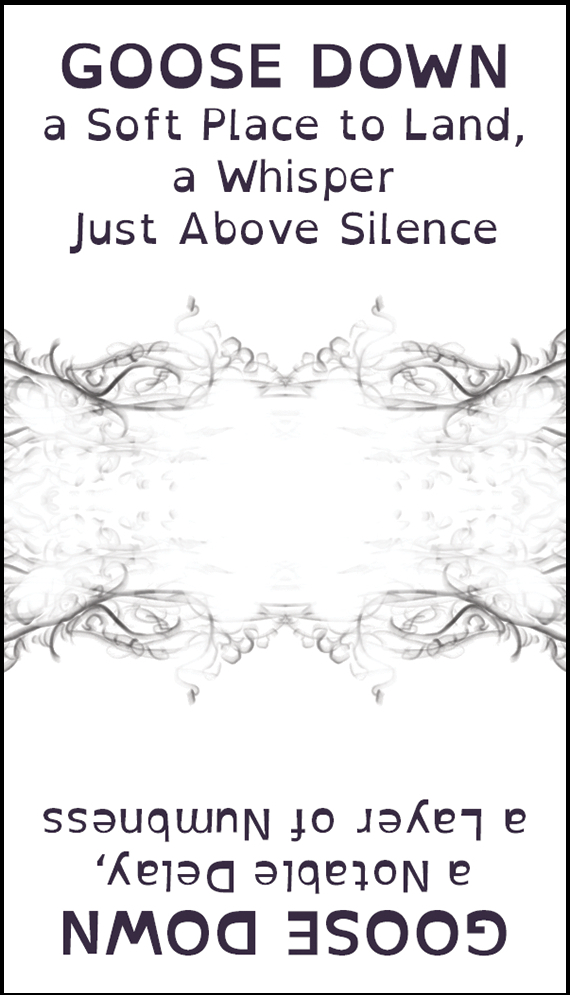 GOOSE DOWN
a Soft Place to Land,
a Whisper
Just Above Silence
GOOSE DOWN
a Notable Delay,
a Layer of Numbness